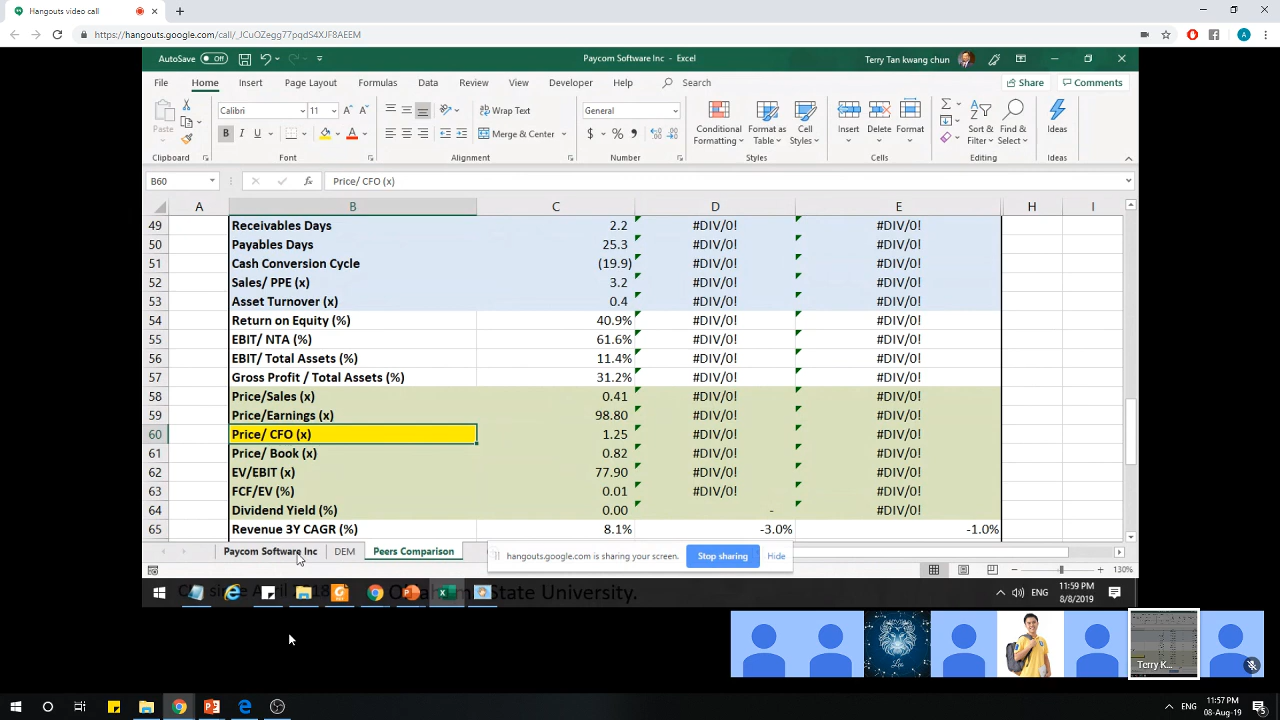 Hangouts video call
https://hangouts.google.com/call/_JCuOZegg77pqdS4XJF8AEEM
A
AutoSave Off
Paycom Software Inc - Excel
Terry Tan kwang chun
File Home Insert Page Layout Formulas Data Review View Developer Help Search Share Comments
Calibri 11 Wrap Text General
Paste B I U Merge & Center $ % Conditional Formatting Format as Table Cell Styles Insert Delete Format Sort & Filter Find & Select Ideas
Clipboard Font Alignment Number Styles Cells Editing Ideas
B60 fx Price/ CFO (x)
A B C D E H I
49 Receivables Days 2.2 #DIV/0! #DIV/0!
50 Payables Days 25.3 #DIV/0! #DIV/0!
51 Cash Conversion Cycle (19.9) #DIV/0! #DIV/0!
52 Sales/ PPE (x) 3.2 #DIV/0! #DIV/0!
53 Asset Turnover (x) 0.4 #DIV/0! #DIV/0!
54 Return on Equity (%) 40.9% #DIV/0! #DIV/0!
55 EBIT/ NTA (%) 61.6% #DIV/0! #DIV/0!
56 EBIT/ Total Assets (%) 11.4% #DIV/0! #DIV/0!
57 Gross Profit / Total Assets (%) 31.2% #DIV/0! #DIV/0!
58 Price/Sales (x) 0.41 #DIV/0! #DIV/0!
59 Price/Earnings (x) 98.80 #DIV/0! #DIV/0!
60 Price/ CFO (x) 1.25 #DIV/0! #DIV/0!
61 Price/ Book (x) 0.82 #DIV/0! #DIV/0!
62 EV/EBIT (x) 77.90 #DIV/0! #DIV/0!
63 FCF/EV (%) 0.01 #DIV/0! #DIV/0!
64 Dividend Yield (%) 0.00 - #DIV/0!
65 Revenue 3Y CAGR (%) 8.1% -3.0% -1.0%
Paycom Software Inc DEM Peers Comparison
hangouts.google.com is sharing your screen. Stop sharing Hide
130%
State University.
ENG
11:59 PM
8/8/2019
Terry K...
ENG
11:57 PM
08-Aug-19
5